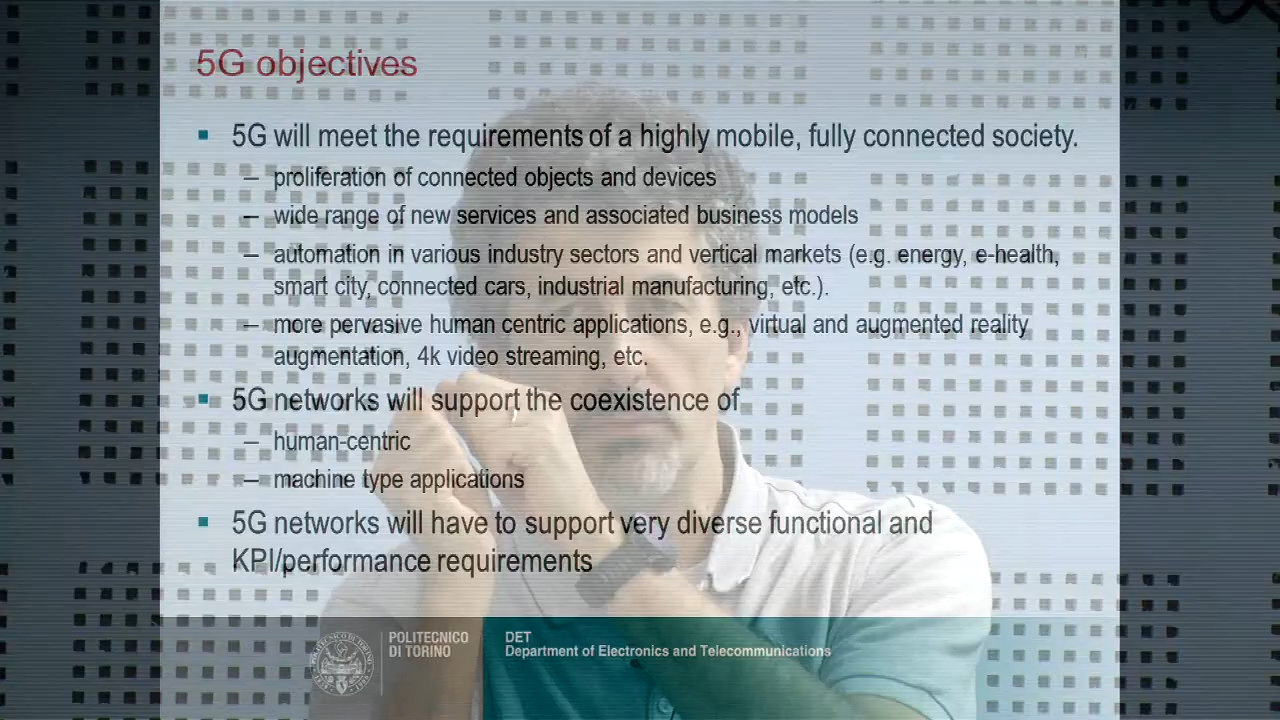 5G objectives
5G will meet the requirements of a highly mobile, fully connected society.
– proliferation of connected objects and devices
– wide range of new services and associated business models
– automation in various industry sectors and vertical markets (e.g. energy, e-health,
smart city, connected cars, industrial manufacturing, etc.).
– more pervasive human centric applications, e.g., virtual and augmented reality
augmentation, 4k video streaming, etc.
5G networks will support the coexistence of
– human-centric
– machine type applications
5G networks will have to support very diverse functional and
KPI/performance requirements
POLITECNICO
DI TORINO
DET
Department of Electronics and Telecommunications